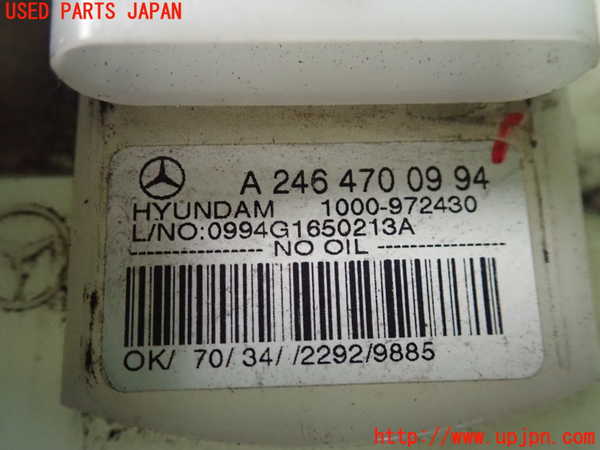 USED PARTS JAPAN
A 246 470 09 94
HYUNDAM 1000-972430
L/NO:0994G1650213A
NO OIL
OK/ 70/ 34/ /2292/9885
http://www.upjpn.com/